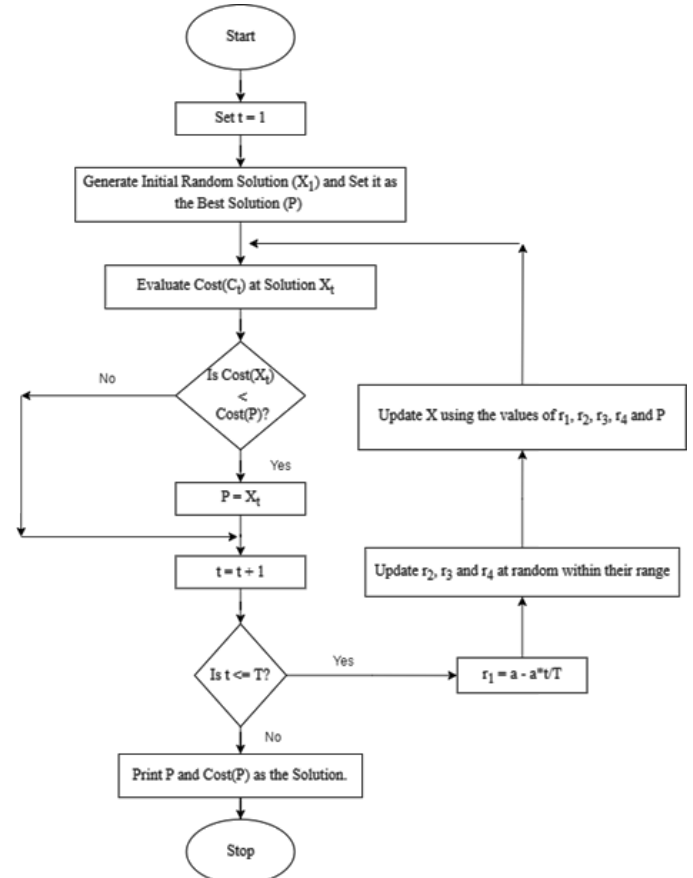 Start
Set t = 1
Generate Initial Random Solution (X₁) and Set it as
the Best Solution (P)
Evaluate Cost(Cₜ) at Solution Xₜ
Is Cost(Xₜ)
<
Cost(P)?
No
Yes
P = Xₜ
t = t + 1
Is t <= T?
Yes
r₁ = a - a*t/T
Update r₂, r₃ and r₄ at random within their range
Update X using the values of r₁, r₂, r₃, r₄ and P
No
Print P and Cost(P) as the Solution.
Stop